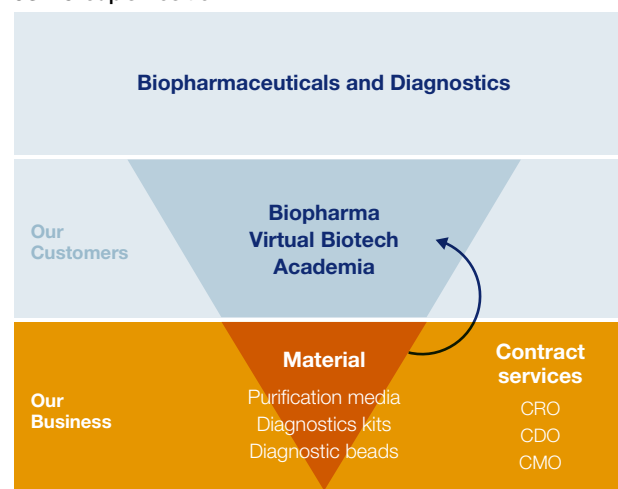 Biopharmaceuticals and Diagnostics
Our
Customers
Biopharma
Virtual Biotech
Academia
Our
Business
Material
Purification media
Diagnostics kits
Diagnostic beads
Contract
services
CRO
CDO
CMO